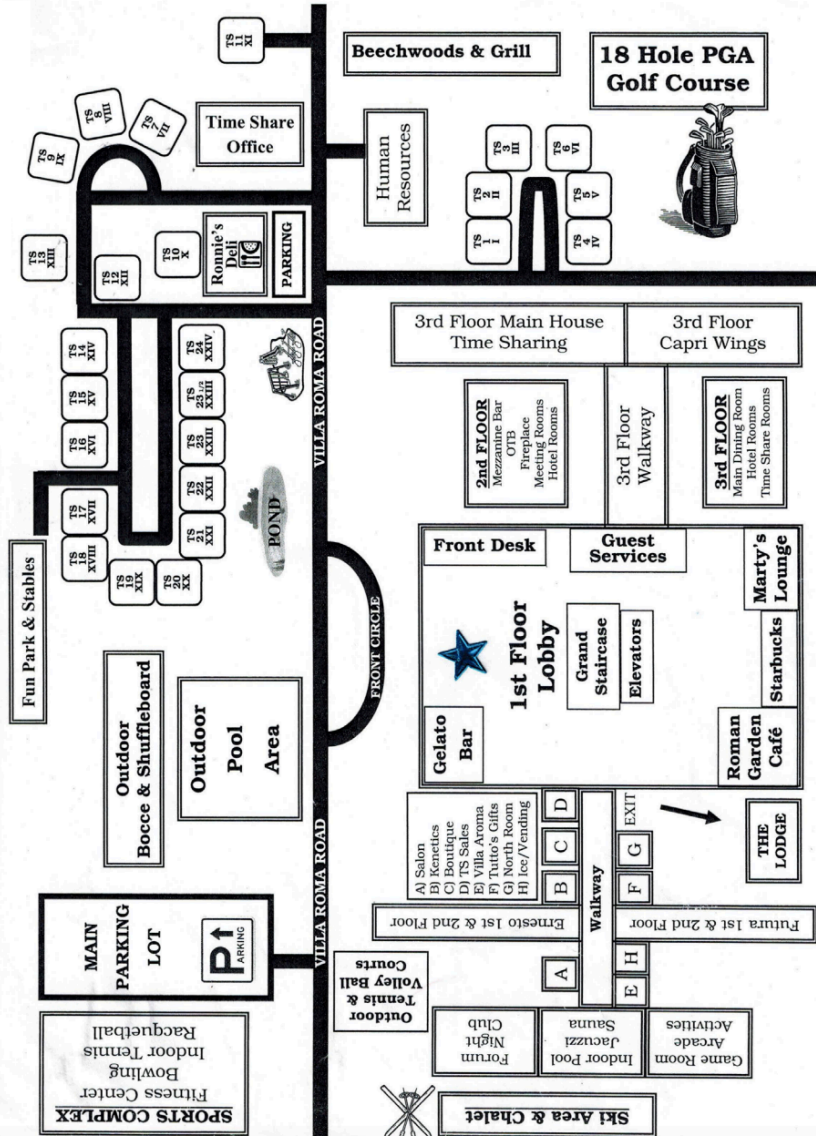 TS
11
XI
Beechwoods & Grill
18 Hole PGA
Golf Course
TS
8
VIII
TS
7
VII
TS
9
IX
Time Share
Office
Human
Resources
TS
3
III
TS
6
VI
TS
2
II
TS
5
V
TS
1
I
TS
4
IV
TS
13
XIII
TS
12
XII
TS
10
X
Ronnie's
Deli
PARKING
3rd Floor Main House
Time Sharing
3rd Floor
Capri Wings
TS
14
XIV
TS
15
XV
TS
16
XVI
TS
17
XVII
TS
18
XVIII
TS
19
XIX
TS
20
XX
TS
24
XXIV
TS
23 1/2
XXIII
TS
23
XXIII
TS
22
XXII
TS
21
XXI
POND
VILLA ROMA ROAD
2nd FLOOR
Mezzanine Bar
OTB
Fireplace
Meeting Rooms
Hotel Rooms
3rd Floor
Walkway
3rd FLOOR
Main Dining Room
Hotel Rooms
Time Share Rooms
Fun Park & Stables
Front Desk
Guest
Services
Marty's
Lounge
1st Floor
Lobby
Grand
Staircase
Elevators
Starbucks
FRONT CIRCLE
Gelato
Bar
Roman
Garden
Café
Outdoor
Bocce & Shuffleboard
Outdoor
Pool
Area
A) Salon
B) Kenetics
C) Boutique
D) TS Sales
E) Villa Aroma
F) Tutto's Gifts
G) North Room
H) Ice/Vending
D
C
B
Walkway
EXIT
G
F
THE
LODGE
VILLA ROMA ROAD
MAIN
PARKING
LOT
P
ARKING
Ernesto 1st & 2nd Floor
Futura 1st & 2nd Floor
Outdoor
Tennis &
Volley Ball
Courts
A
H
E
SPORTS COMPLEX
Fitness Center
Bowling
Indoor Tennis
Racquetball
Forum
Night
Club
Indoor Pool
Jacuzzi
Sauna
Game Room
Arcade
Activities
Ski Area & Chalet